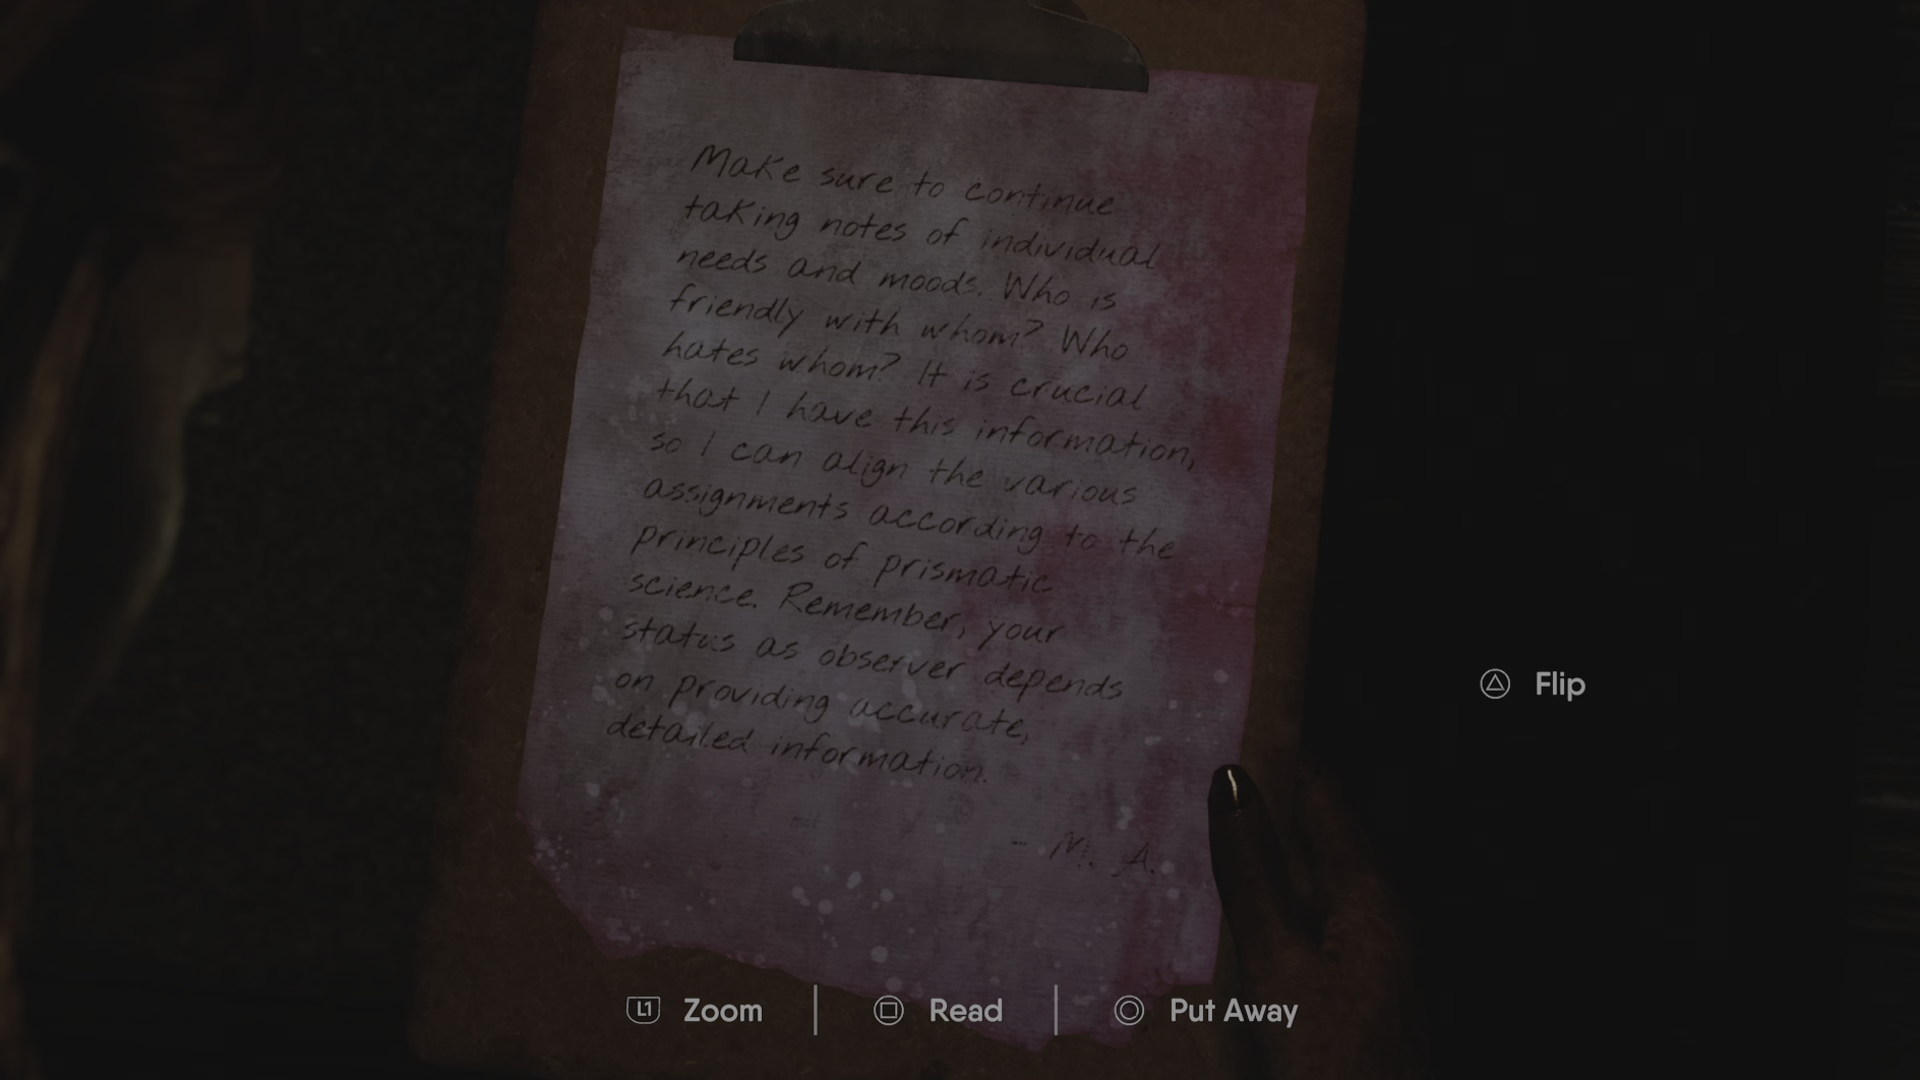 Make sure to continue
taking notes of individual
needs and moods. Who is
friendly with whom? Who
hates whom? It is crucial
that I have this information,
so I can align the various
assignments according to the
principles of prismatic
science. Remember, your
status as observer depends
on providing accurate,
detailed information.
- M. A.
Flip
L1 Zoom | Read | Put Away